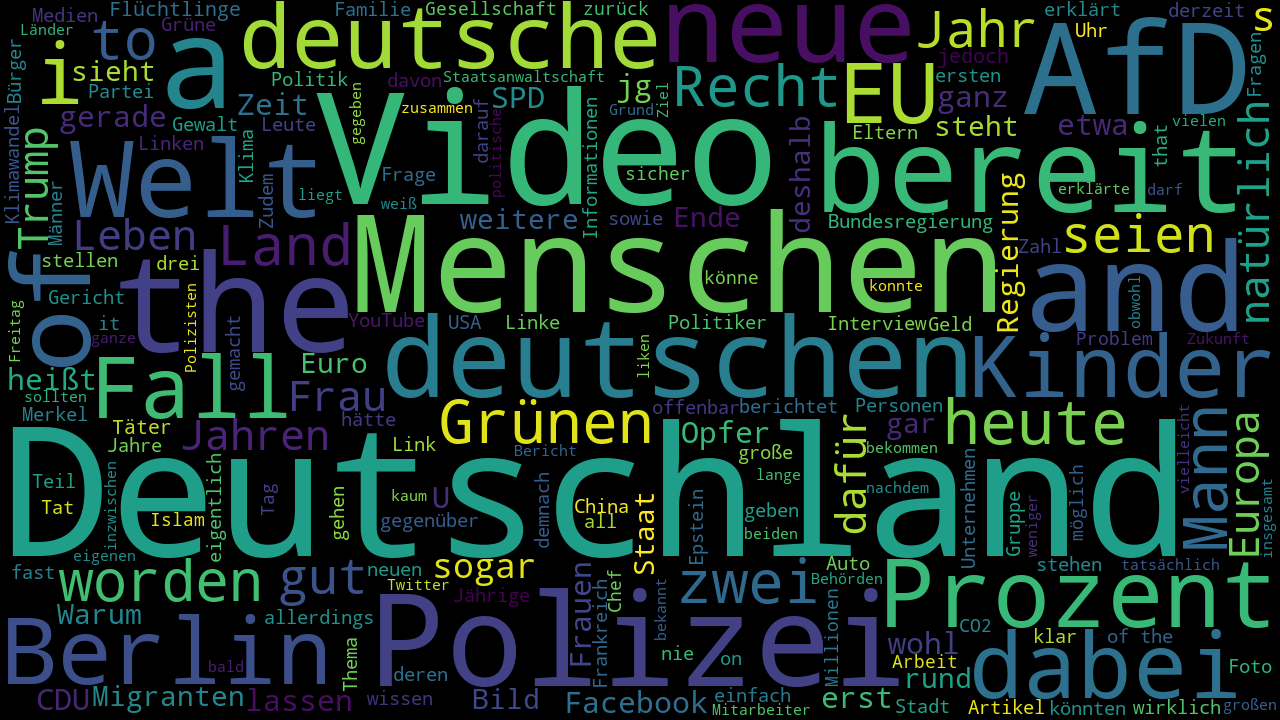 Medien
Flüchtlinge
Familie
Gesellschaft
zurück
erklärt
derzeit
s
Länder
Grüne
to
i
a
deutsche
neue
Jahr
Uhr
AfD
Bürger
sieht
Partei
Politik
davon
Staatsanwaltschaft
jg
Ziel
Recht
EU
jedoch
ersten
ganz
Fragen
gerade
Zeit
gegeben
Video
zusammen
SPD
darauf
politische
Informationen
Grund
deshalb
bereit
Eltern
steht
etwa
that
vielen
Gewalt
Leute
Klimawandel
Trump
Männer
Welt
Linken
Klima
Zudem
liegt
Frage
weiß
sicher
erklärte
darf
natürlich
Leben
Land
weitere
sowie
Ende
Bundesregierung
Regierung
Zahl
seien
of
stellen
drei
the
Menschen
könne
konnte
and
obwohl
Gericht
Polizisten
it
ganze
Freitag
gemacht
YouTube
USA
Linke
Politiker
Interview
Geld
Problem
Zukunft
heißt
Fall
Euro
deutschen
liken
Kinder
sollten
Merkel
Täter
Jahre
Jahren
Frau
hätte
Link
Grünen
Bericht
offenbar
berichtet
Opfer
große
Personen
gar
dafür
bekommen
heute
Mann
vielleicht
Europa
insgesamt
Teil
Tat
inzwischen
Islam
eigentlich
Tag
gehen
kaum
U
gegenüber
Deutschland
demnach
China
all
Staat
Epstein
lange
geben
beiden
nachdem
Unternehmen
Gruppe
weniger
möglich
eigenen
fast
worden
gut
neuen
sogar
Twitter
Jährige
Frauen
Chef
zwei
Auto
Behörden
Prozent
stehen
tatsächlich
Warum
allerdings
Berlin
bald
Thema
Polizei
deren
Frankreich
bekannt
nie
on
Millionen
wohl
Arbeit
CO2
klar
of the
dabei
Foto
CDU
Migranten
lassen
wissen
Bild
Facebook
einfach
Mitarbeiter
erst
rund
Stadt
Artikel
könnten
wirklich
großen